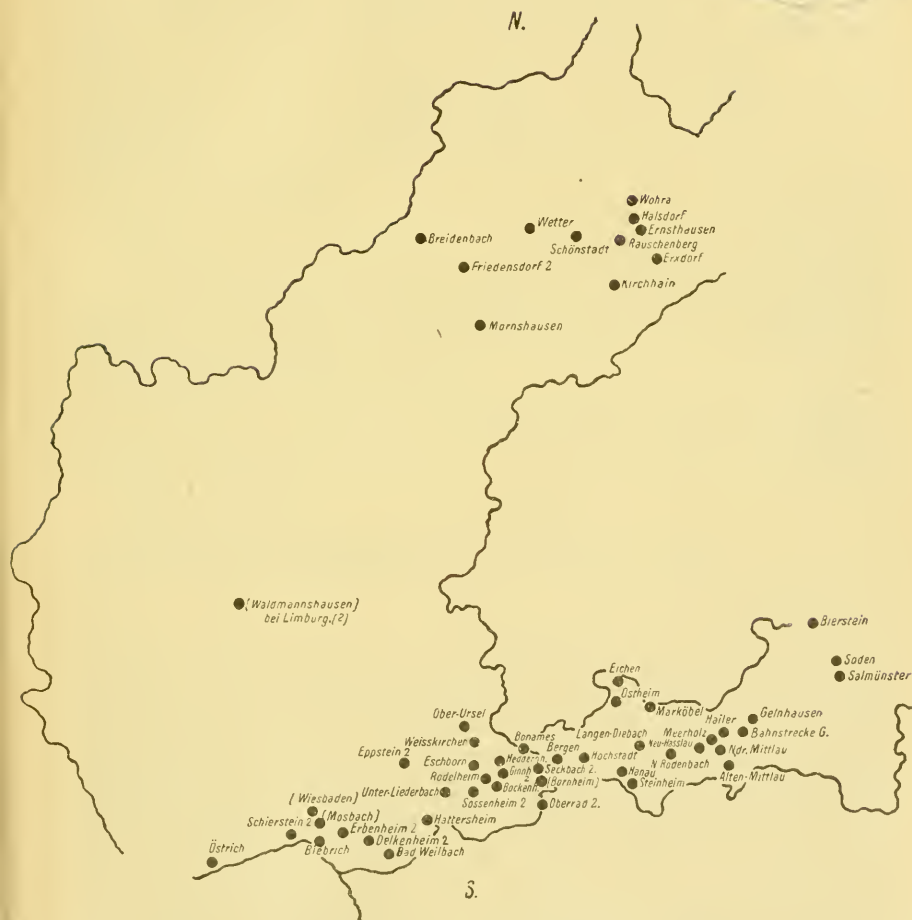 N.
Wohra
Halsdorf
Wetter
Ernsthausen
Breidenbach
Schönstadt
Rauschenberg
Erxdorf
Friedensdorf 2
Kirchhain
Mornshausen
[Waldmannshausen]
bei Limburg.[2]
Bierstein
Soden
Salmünster
Eichen
Ostheim
Marköbel
Gelnhausen
Hailer
Ober-Ursel
Langen-Diebach
Meerholz
Bahnstrecke G.
Weisskircher
Bonames
Neu-Hasslau
Ndr. Mittlau
Eppstein 2
Eschborn
Heddernh.
Bergen
Hochstadt
N Rodenbach
Ginnh
2
Seckbach 2.
Hanau
Alten-Mittlau
Rödelheim
Bockenh.
[Bornheim]
Steinheim
Unter-Liederbach
Sossenheim 2
Oberrad 2.
[Wiesbaden]
[Mosbach]
Hattersheim
Schierstein 2
Erbenheim 2
Delkenheim 2
Östrich
Biebrich
Bad Weilbach
S.